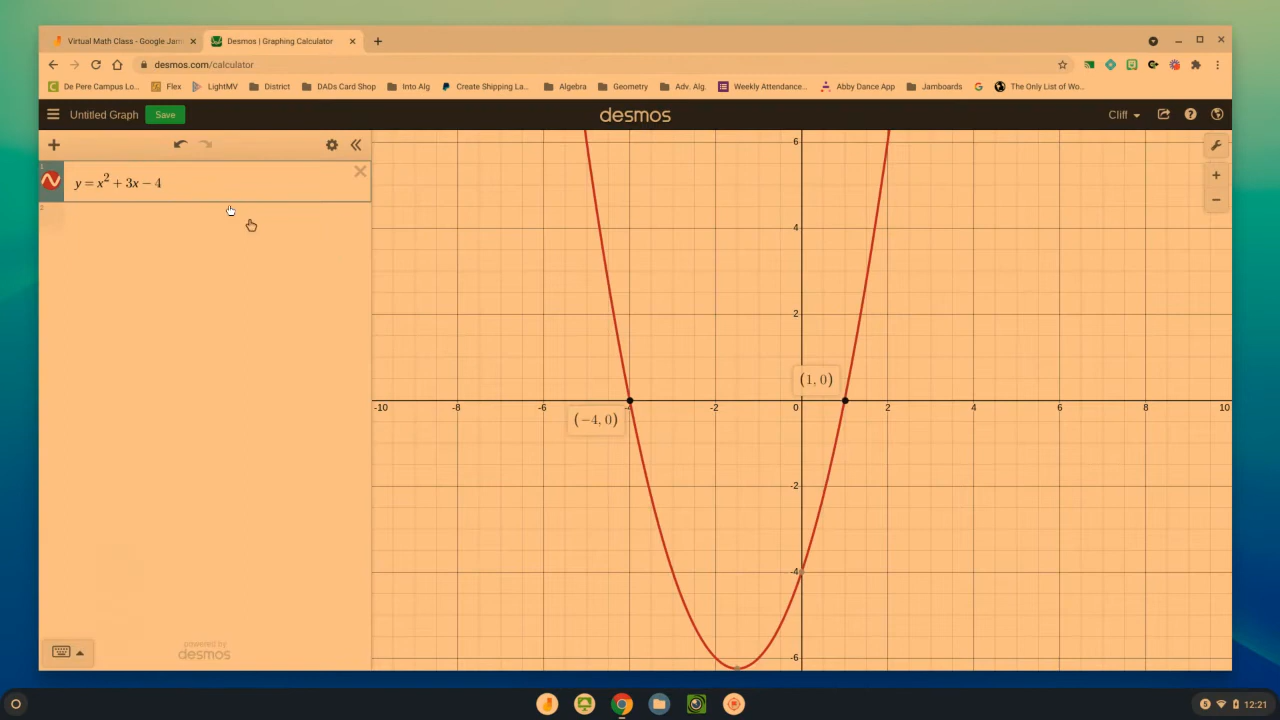 Virtual Math Class - Google Jam
Desmos | Graphing Calculator
desmos.com/calculator
De Pere Campus Lo...
Flex
LightMV
District
DADs Card Shop
Into Alg
Create Shipping La...
Algebra
Geometry
Adv. Alg.
Weekly Attendance...
Abby Dance App
Jamboards
The Only List of Wo...
Untitled Graph
Save
desmos
Cliff
1
y = x² + 3x − 4
2
6
4
2
(1, 0)
-10 -8 -6 -4 -2 0 2 4 6 8 10
(−4, 0)
-2
-4
-6
powered by
desmos
5
12:21